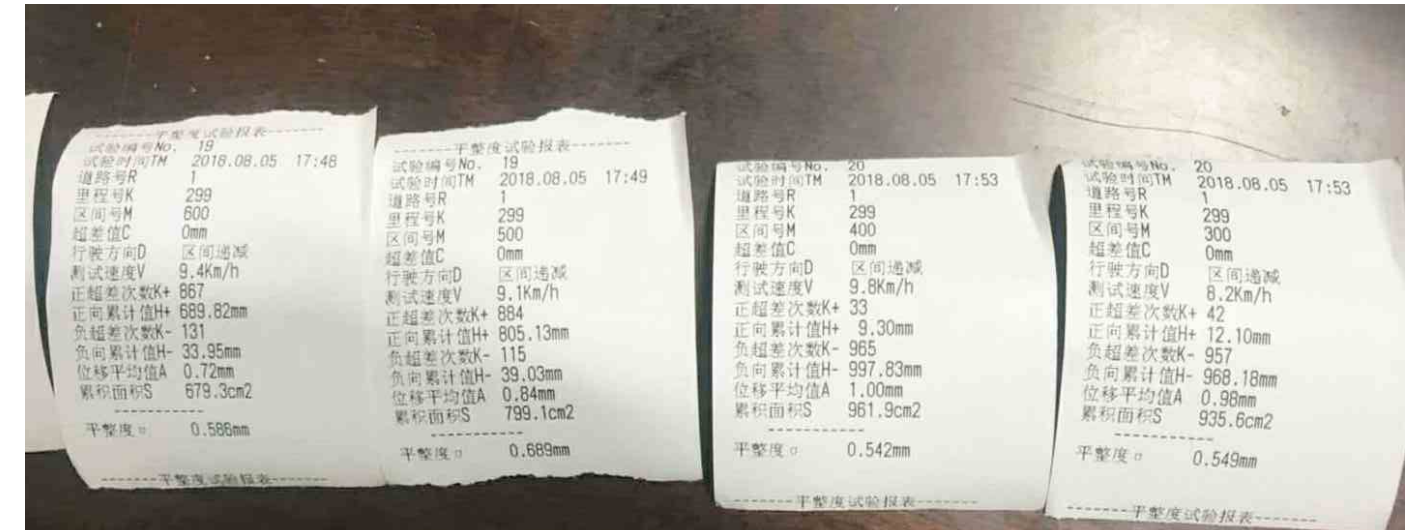 -------平整度试验报表-------
试验编号No. 19
试验时间TM 2018.08.05 17:48
道路号R 1
里程号K 299
区间号M 600
超差值C 0mm
行驶方向D 区间递减
测试速度V 9.4Km/h
正超差次数K+ 867
正向累计值H+ 689.82mm
负超差次数K- 131
负向累计值H- 33.95mm
位移平均值A 0.72mm
累积面积S 679.3cm2
------------
平整度σ 0.586mm
-------平整度试验报表-------
-------平整度试验报表-------
试验编号No. 19
试验时间TM 2018.08.05 17:49
道路号R 1
里程号K 299
区间号M 500
超差值C 0mm
行驶方向D 区间递减
测试速度V 9.1Km/h
正超差次数K+ 884
正向累计值H+ 805.13mm
负超差次数K- 115
负向累计值H- 39.03mm
位移平均值A 0.84mm
累积面积S 799.1cm2
------------
平整度σ 0.689mm
试验编号No. 20
试验时间TM 2018.08.05 17:53
道路号R 1
里程号K 299
区间号M 400
超差值C 0mm
行驶方向D 区间递减
测试速度V 9.8Km/h
正超差次数K+ 33
正向累计值H+ 9.30mm
负超差次数K- 965
负向累计值H- 997.83mm
位移平均值A 1.00mm
累积面积S 961.9cm2
------------
平整度σ 0.542mm
-------平整度试验报表-------
试验编号No. 20
试验时间TM 2018.08.05 17:53
道路号R 1
里程号K 299
区间号M 300
超差值C 0mm
行驶方向D 区间递减
测试速度V 8.2Km/h
正超差次数K+ 42
正向累计值H+ 12.10mm
负超差次数K- 957
负向累计值H- 968.18mm
位移平均值A 0.98mm
累积面积S 935.6cm2
------------
平整度σ 0.549mm
-------平整度试验报表-------